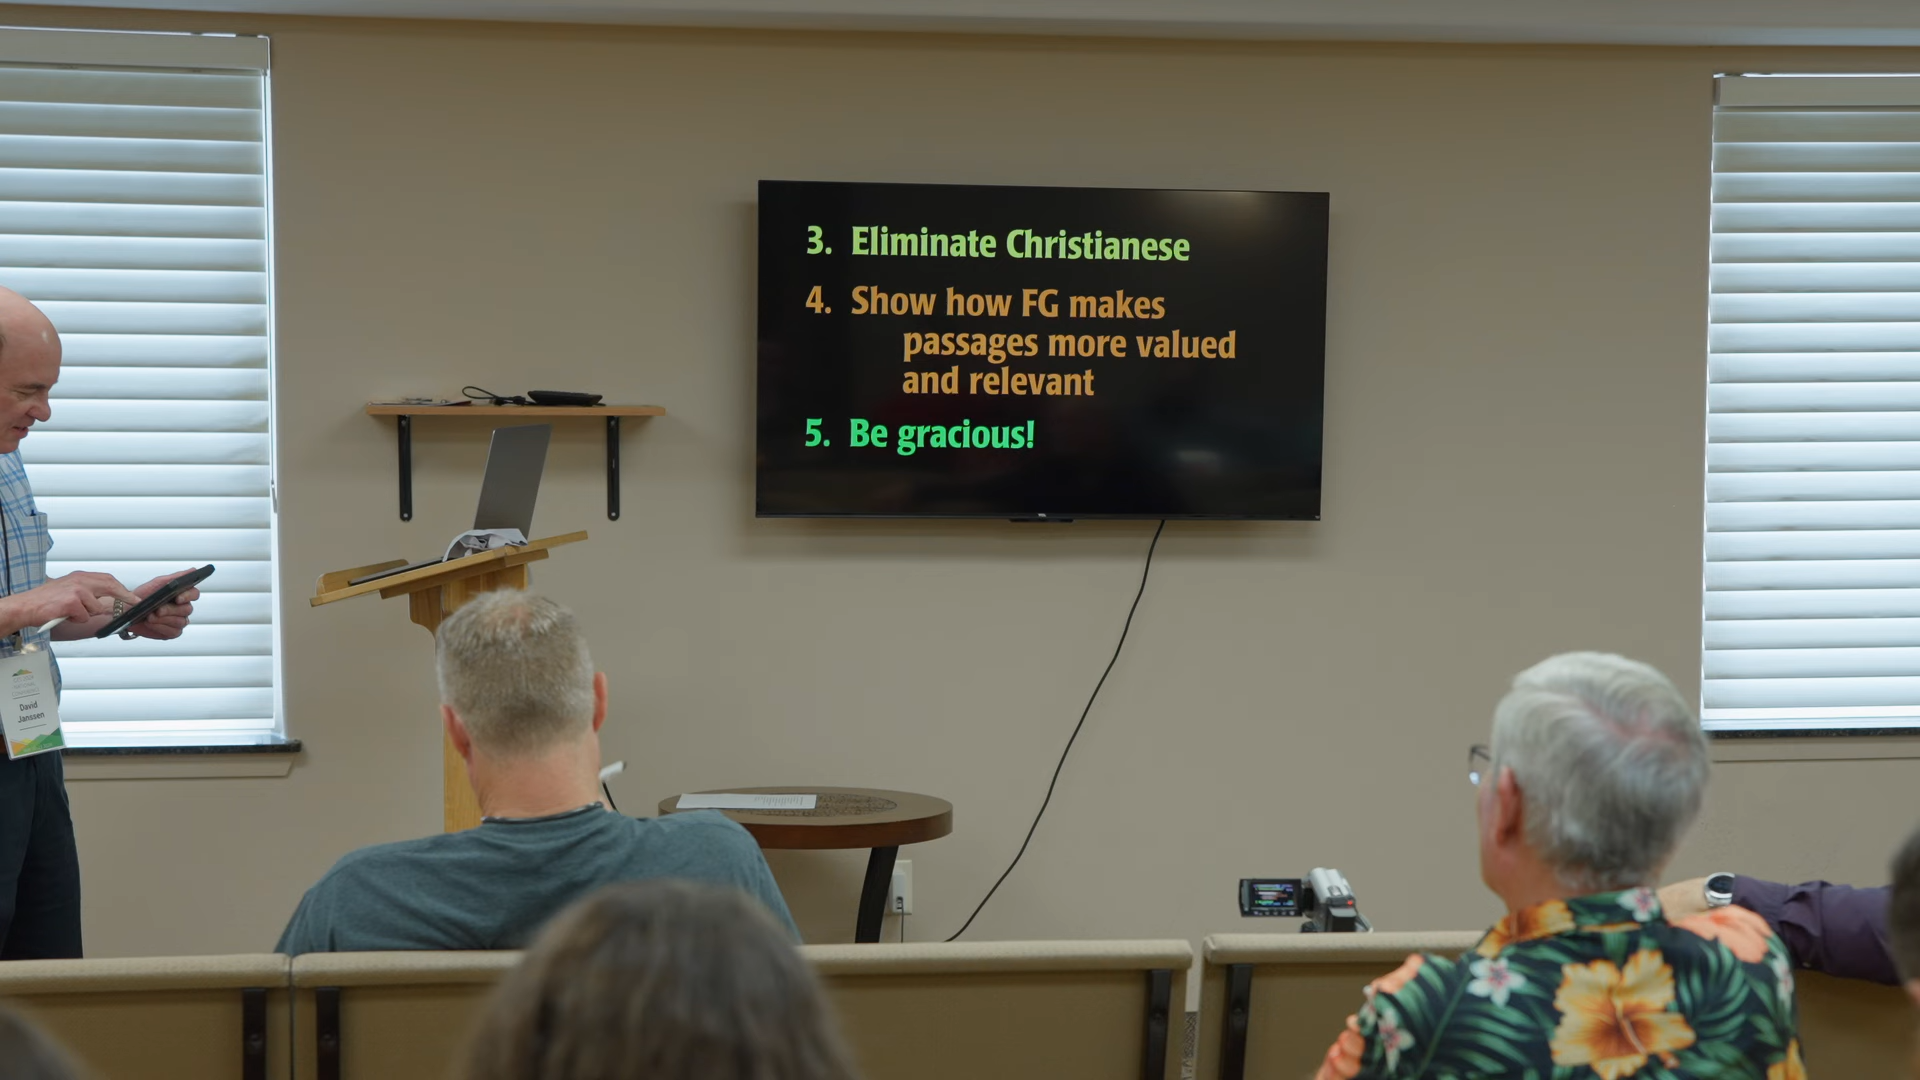 3. Eliminate Christianese
4. Show how FG makes
passages more valued
and relevant
5. Be gracious!
David
Janssen